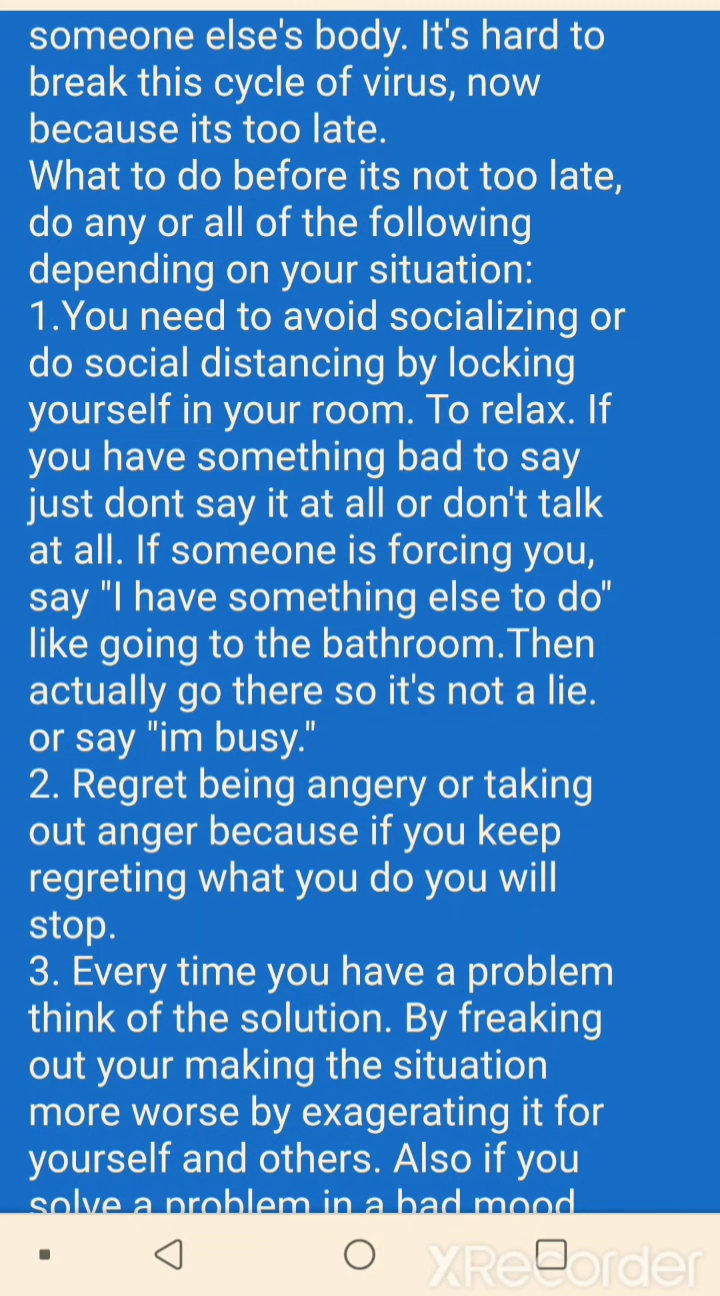 someone else's body. It's hard to
break this cycle of virus, now
because its too late.
What to do before its not too late,
do any or all of the following
depending on your situation:
1.You need to avoid socializing or
do social distancing by locking
yourself in your room. To relax. If
you have something bad to say
just dont say it at all or don't talk
at all. If someone is forcing you,
say "I have something else to do"
like going to the bathroom.Then
actually go there so it's not a lie.
or say "im busy."
2. Regret being angery or taking
out anger because if you keep
regreting what you do you will
stop.
3. Every time you have a problem
think of the solution. By freaking
out your making the situation
more worse by exagerating it for
yourself and others. Also if you
solve a problem in a bad mood
XRecorder